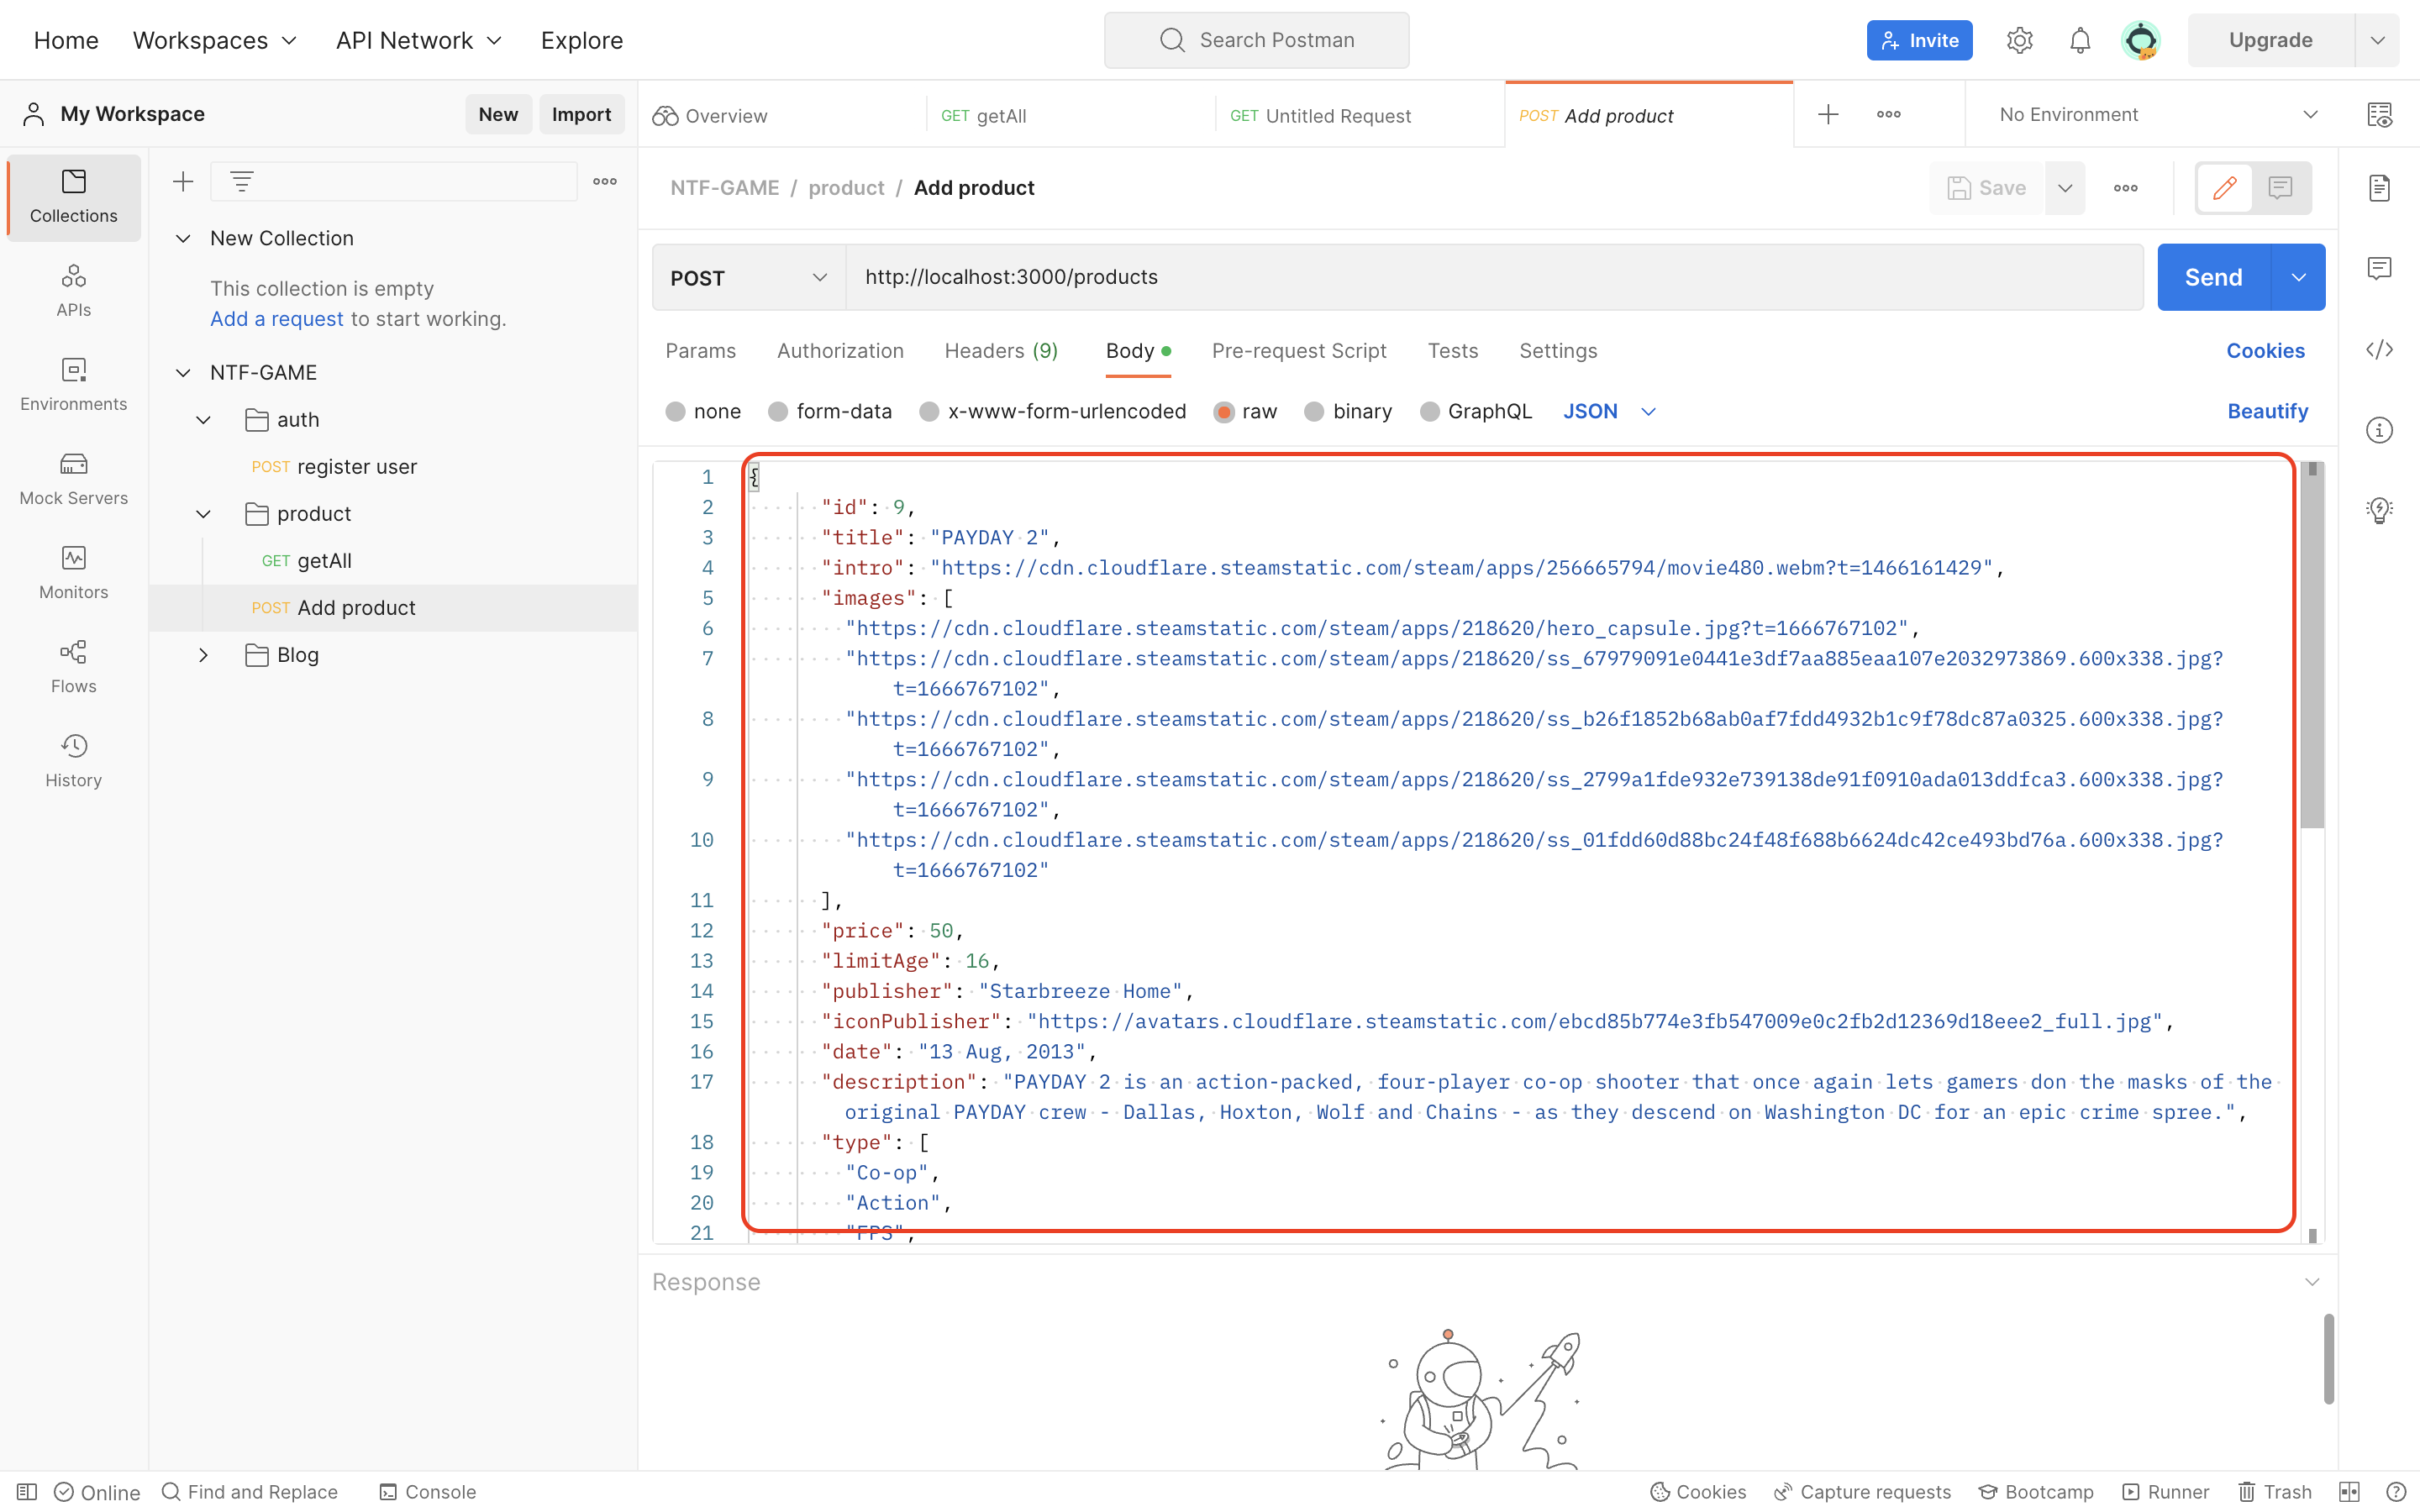 Home Workspaces API Network Explore Search Postman Invite Upgrade
My Workspace New Import
Overview GET getAll GET Untitled Request POST Add product No Environment
Collections
APIs
Environments
Mock Servers
Monitors
Flows
History
New Collection
This collection is empty
Add a request to start working.
NTF-GAME
auth
POST register user
product
GET getAll
POST Add product
Blog
NTF-GAME / product / Add product Save
POST http://localhost:3000/products Send
Params Authorization Headers (9) Body Pre-request Script Tests Settings Cookies
none form-data x-www-form-urlencoded raw binary GraphQL JSON Beautify
1 {
2 "id": 9,
3 "title": "PAYDAY 2",
4 "intro": "https://cdn.cloudflare.steamstatic.com/steam/apps/256665794/movie480.webm?t=1466161429",
5 "images": [
6 "https://cdn.cloudflare.steamstatic.com/steam/apps/218620/hero_capsule.jpg?t=1666767102",
7 "https://cdn.cloudflare.steamstatic.com/steam/apps/218620/ss_67979091e0441e3df7aa885eaa107e2032973869.600x338.jpg?
t=1666767102",
8 "https://cdn.cloudflare.steamstatic.com/steam/apps/218620/ss_b26f1852b68ab0af7fdd4932b1c9f78dc87a0325.600x338.jpg?
t=1666767102",
9 "https://cdn.cloudflare.steamstatic.com/steam/apps/218620/ss_2799a1fde932e739138de91f0910ada013ddfca3.600x338.jpg?
t=1666767102",
10 "https://cdn.cloudflare.steamstatic.com/steam/apps/218620/ss_01fdd60d88bc24f48f688b6624dc42ce493bd76a.600x338.jpg?
t=1666767102"
11 ],
12 "price": 50,
13 "limitAge": 16,
14 "publisher": "Starbreeze Home",
15 "iconPublisher": "https://avatars.cloudflare.steamstatic.com/ebcd85b774e3fb547009e0c2fb2d12369d18eee2_full.jpg",
16 "date": "13 Aug, 2013",
17 "description": "PAYDAY 2 is an action-packed, four-player co-op shooter that once again lets gamers don the masks of the
original PAYDAY crew - Dallas, Hoxton, Wolf and Chains - as they descend on Washington DC for an epic crime spree.",
18 "type": [
19 "Co-op",
20 "Action",
21 "FPS",
Response
Online Find and Replace Console Cookies Capture requests Bootcamp Runner Trash